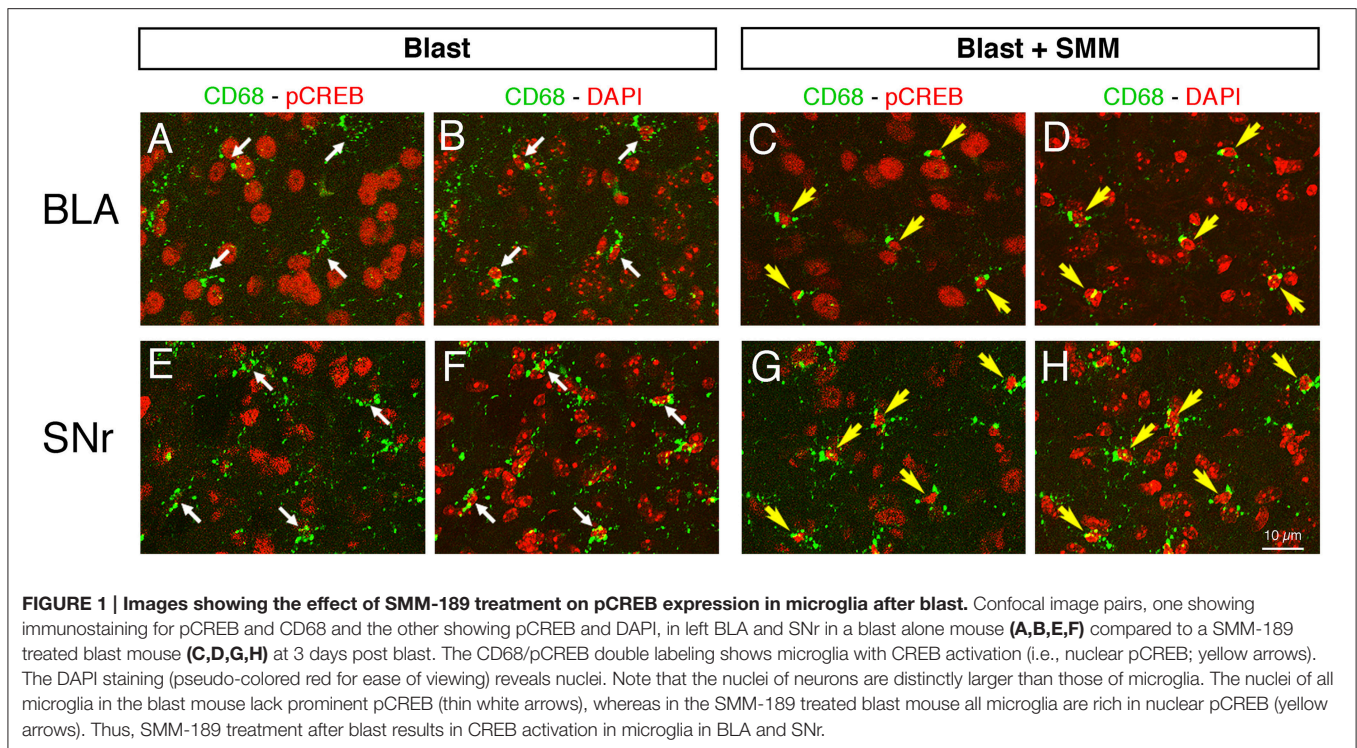 Blast
Blast + SMM
CD68 - pCREB
CD68 - DAPI
CD68 - pCREB
CD68 - DAPI
BLA
A
B
C
D
SNr
E
F
G
H
10 µm
FIGURE 1 | Images showing the effect of SMM-189 treatment on pCREB expression in microglia after blast. Confocal image pairs, one showing
immunostaining for pCREB and CD68 and the other showing pCREB and DAPI, in left BLA and SNr in a blast alone mouse (A,B,E,F) compared to a SMM-189
treated blast mouse (C,D,G,H) at 3 days post blast. The CD68/pCREB double labeling shows microglia with CREB activation (i.e., nuclear pCREB; yellow arrows).
The DAPI staining (pseudo-colored red for ease of viewing) reveals nuclei. Note that the nuclei of neurons are distinctly larger than those of microglia. The nuclei of all
microglia in the blast mouse lack prominent pCREB (thin white arrows), whereas in the SMM-189 treated blast mouse all microglia are rich in nuclear pCREB (yellow
arrows). Thus, SMM-189 treatment after blast results in CREB activation in microglia in BLA and SNr.